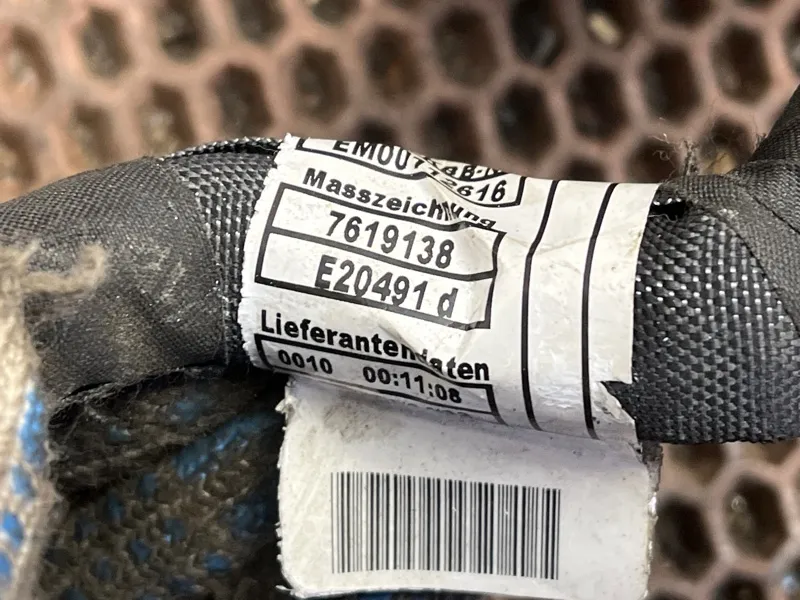 Masszeichnung
7619138
E20491 d
Lieferantendaten
0010 00:11:08